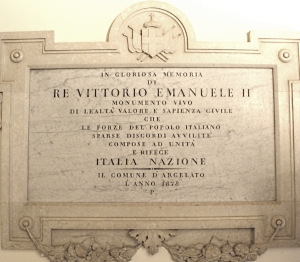 IN GLORIOSA MEMORIA
DI
RE VITTORIO EMANUELE II
MONUMENTO VIVO
DI LEALTÀ VALORE E SAPIENZA CIVILE
CHE
LE FORZE DEL POPOLO ITALIANO
SPARSE DISCORDI AVVILITE
COMPOSE AD UNITÀ
E RIFECE
ITALIA NAZIONE
IL COMUNE D'ARGELATO
L'ANNO 1878
P.